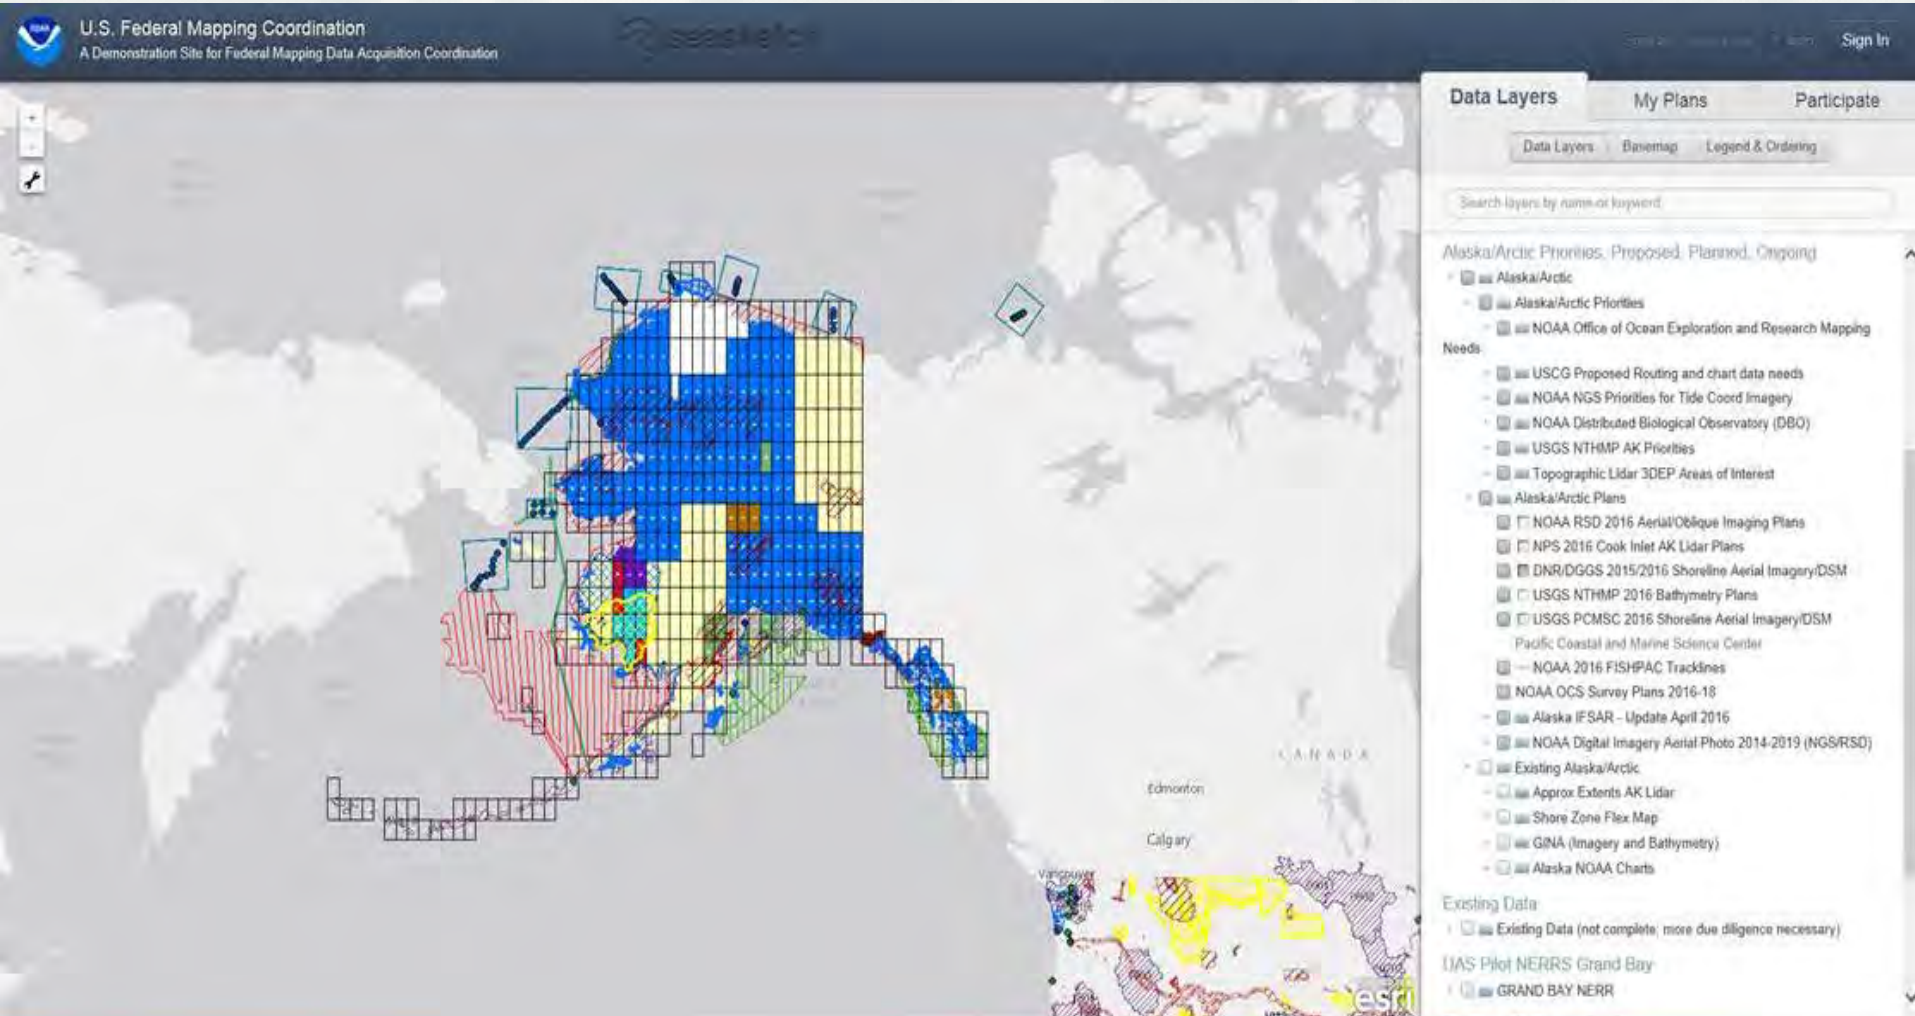 U.S. Federal Mapping Coordination
A Demonstration Site for Federal Mapping Data Acquisition Coordination
seasketch
Sign In
Data Layers
My Plans
Participate
Data Layers
Basemap
Legend & Ordering
Search layers by name or keyword
Alaska/Arctic Priorities, Proposed, Planned, Ongoing
Alaska/Arctic
Alaska/Arctic Priorities
NOAA Office of Ocean Exploration and Research Mapping
Needs
USCG Proposed Routing and chart data needs
NOAA NGS Priorities for Tide Coord Imagery
NOAA Distributed Biological Observatory (DBO)
USGS NTHMP AK Priorities
Topographic Lidar 3DEP Areas of Interest
Alaska/Arctic Plans
NOAA RSD 2016 Aerial/Oblique Imaging Plans
NPS 2016 Cook Inlet AK Lidar Plans
DNR/DGGS 2015/2016 Shoreline Aerial Imagery/DSM
USGS NTHMP 2016 Bathymetry Plans
USGS PCMSC 2016 Shoreline Aerial Imagery/DSM
Pacific Coastal and Marine Science Center
NOAA 2016 FISHPAC Tracklines
NOAA OCS Survey Plans 2016-18
Alaska IFSAR - Update April 2016
NOAA Digital Imagery Aerial Photo 2014-2019 (NGS/RSD)
Existing Alaska/Arctic
Approx Extents AK Lidar
Shore Zone Flex Map
GINA (Imagery and Bathymetry)
Alaska NOAA Charts
Existing Data
Existing Data (not complete; more due diligence necessary)
UAS Pilot NERRS Grand Bay
GRAND BAY NERR
CANADA
Edmonton
Calgary
Vancouver
esri